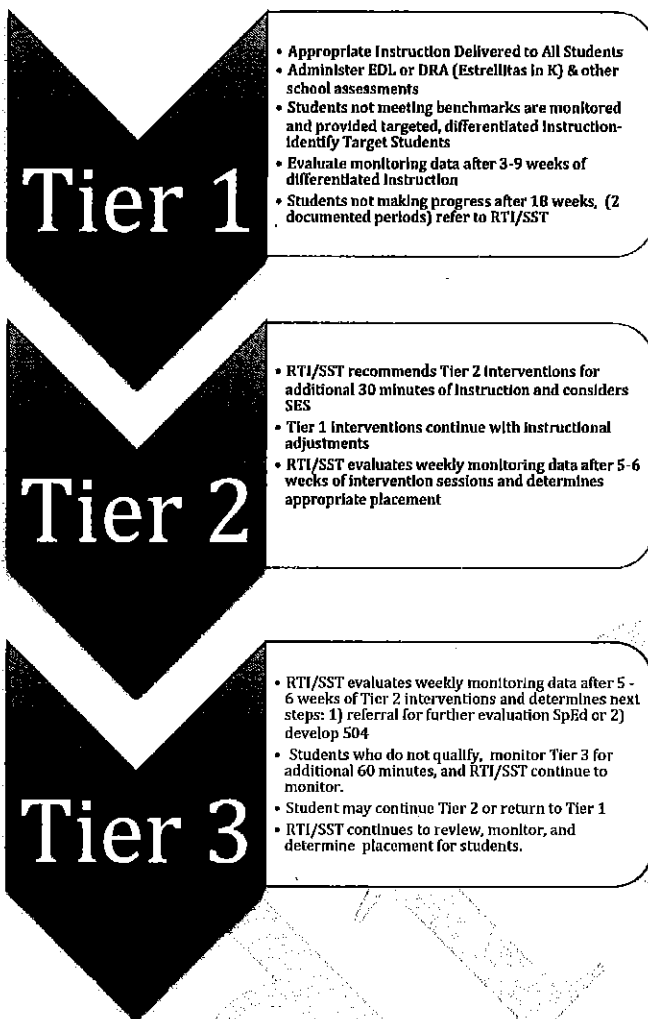 Tier 1
• Appropriate Instruction Delivered to All Students
• Administer EDL or DRA (Estrellitas in K) & other
school assessments
• Students not meeting benchmarks are monitored
and provided targeted, differentiated instruction-
identify Target Students
• Evaluate monitoring data after 3-9 weeks of
differentiated instruction
• Students not making progress after 18 weeks, (2
documented periods) refer to RTI/SST
Tier 2
• RTI/SST recommends Tier 2 interventions for
additional 30 minutes of instruction and considers
SES
• Tier 1 interventions continue with instructional
adjustments
• RTI/SST evaluates weekly monitoring data after 5-6
weeks of intervention sessions and determines
appropriate placement
Tier 3
• RTI/SST evaluates weekly monitoring data after 5 -
6 weeks of Tier 2 interventions and determines next
steps: 1) referral for further evaluation SpEd or 2)
develop 504
• Students who do not qualify, monitor Tier 3 for
additional 60 minutes, and RTI/SST continue to
monitor.
• Student may continue Tier 2 or return to Tier 1
• RTI/SST continues to review, monitor, and
determine placement for students.